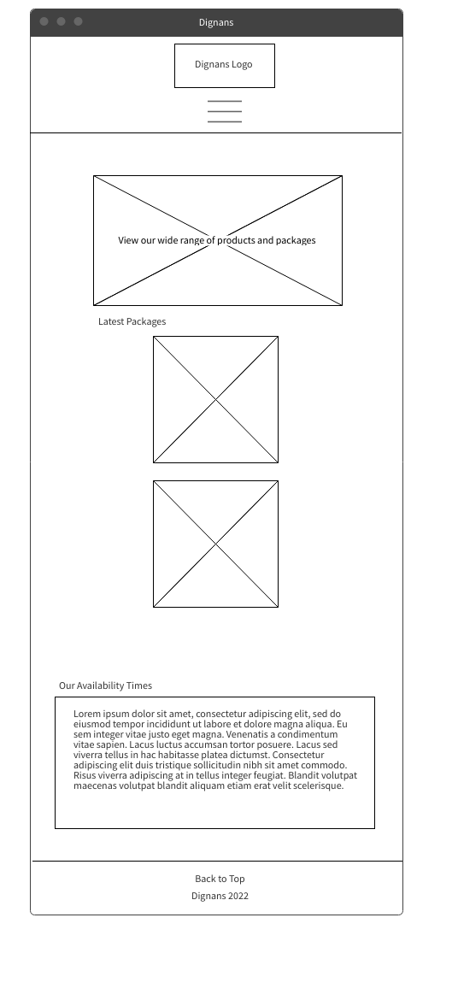 Dignans
Dignans Logo
View our wide range of products and packages
Latest Packages
Our Availability Times
Lorem ipsum dolor sit amet, consectetur adipiscing elit, sed do
eiusmod tempor incididunt ut labore et dolore magna aliqua. Eu
sem integer vitae justo eget magna. Venenatis a condimentum
vitae sapien. Lacus luctus accumsan tortor posuere. Lacus sed
viverra tellus in hac habitasse platea dictumst. Consectetur
adipiscing elit duis tristique sollicitudin nibh sit amet commodo.
Risus viverra adipiscing at in tellus integer feugiat. Blandit volutpat
maecenas volutpat blandit aliquam etiam erat velit scelerisque.
Back to Top
Dignans 2022